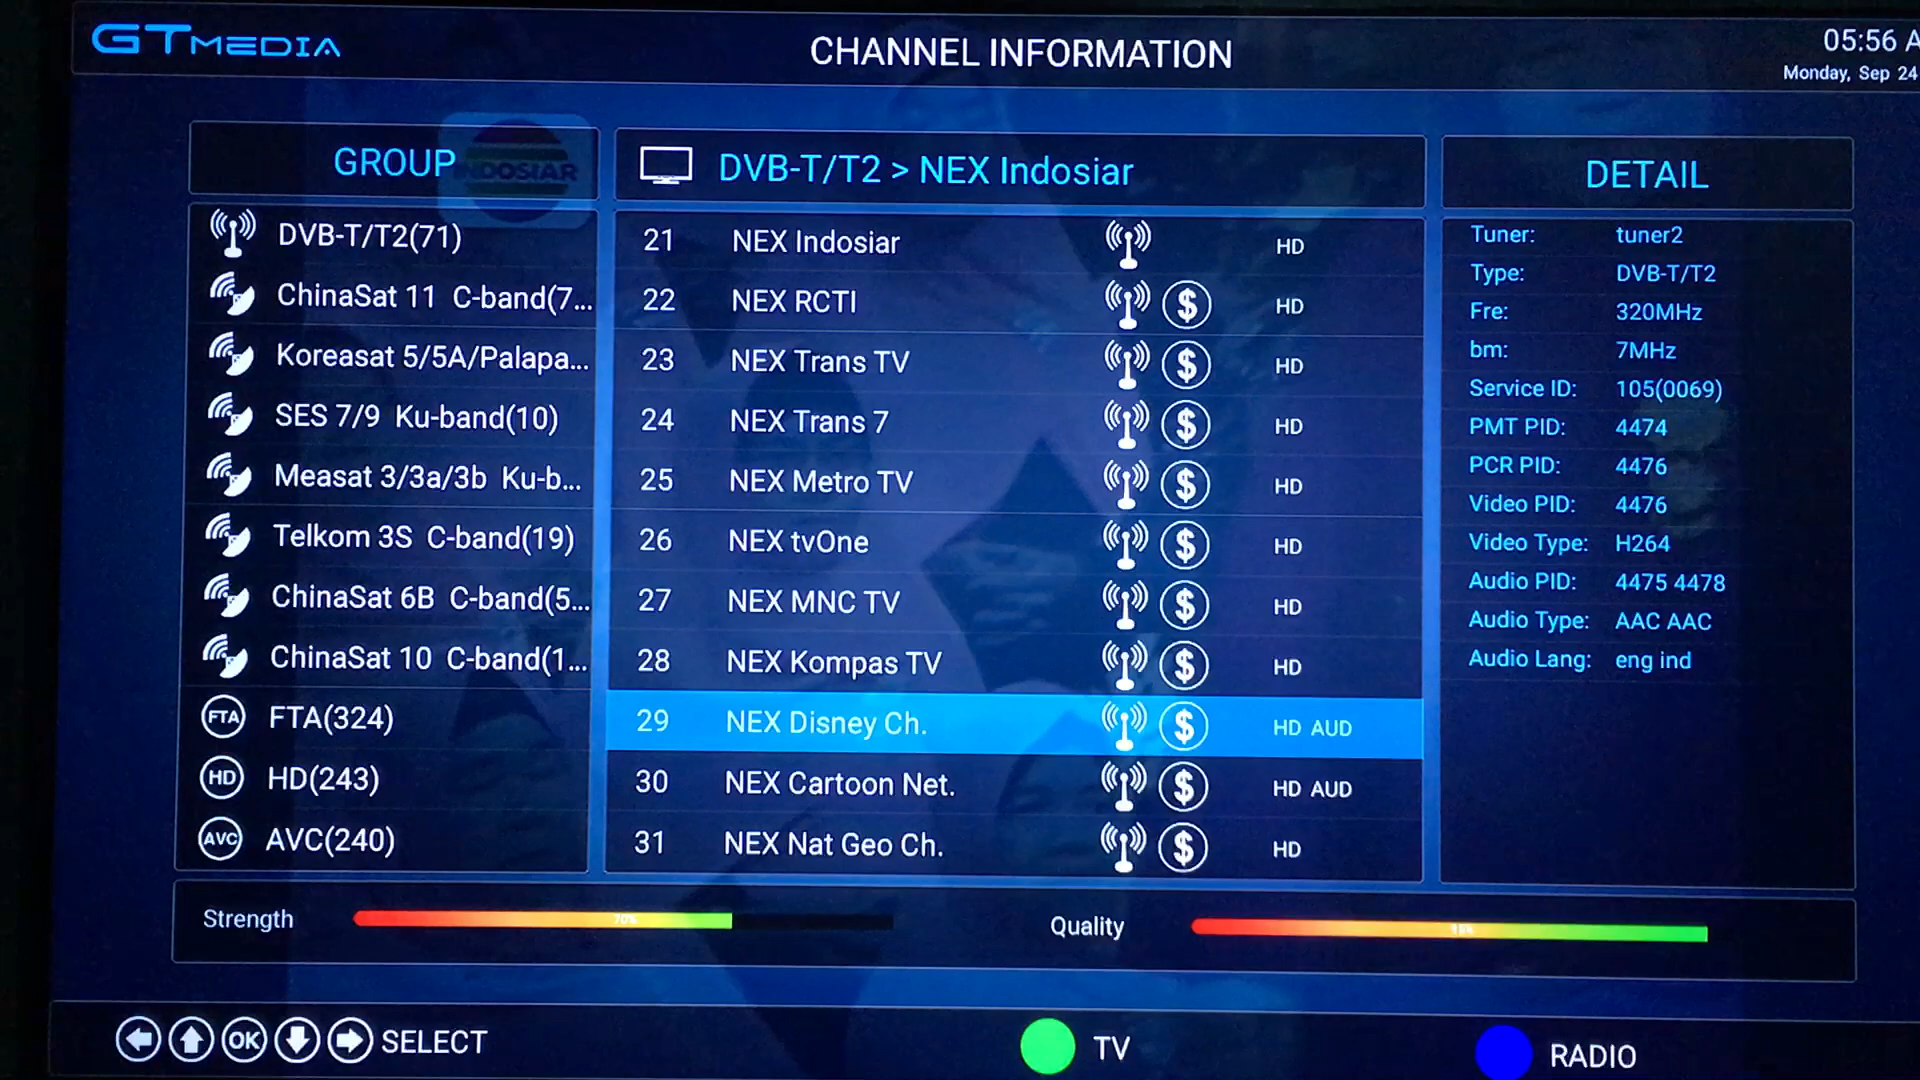 GTMEDIA
CHANNEL INFORMATION
05:56 A
Monday, Sep 24
GROUP
INDOSIAR
DVB-T/T2 > NEX Indosiar
DETAIL
DVB-T/T2(71)
ChinaSat 11 C-band(7...
Koreasat 5/5A/Palapa...
SES 7/9 Ku-band(10)
Measat 3/3a/3b Ku-b...
Telkom 3S C-band(19)
ChinaSat 6B C-band(5...
ChinaSat 10 C-band(1...
FTA FTA(324)
HD HD(243)
AVC AVC(240)
21 NEX Indosiar HD
22 NEX RCTI $ HD
23 NEX Trans TV $ HD
24 NEX Trans 7 $ HD
25 NEX Metro TV $ HD
26 NEX tvOne $ HD
27 NEX MNC TV $ HD
28 NEX Kompas TV $ HD
29 NEX Disney Ch. $ HD AUD
30 NEX Cartoon Net. $ HD AUD
31 NEX Nat Geo Ch. $ HD
Tuner: tuner2
Type: DVB-T/T2
Fre: 320MHz
bm: 7MHz
Service ID: 105(0069)
PMT PID: 4474
PCR PID: 4476
Video PID: 4476
Video Type: H264
Audio PID: 4475 4478
Audio Type: AAC AAC
Audio Lang: eng ind
Strength 70%
Quality
OK SELECT
TV
RADIO